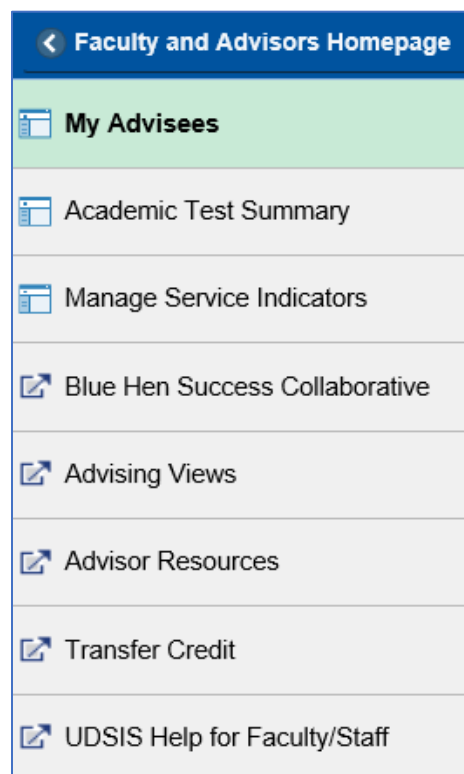 Faculty and Advisors Homepage
My Advisees
Academic Test Summary
Manage Service Indicators
Blue Hen Success Collaborative
Advising Views
Advisor Resources
Transfer Credit
UDSIS Help for Faculty/Staff